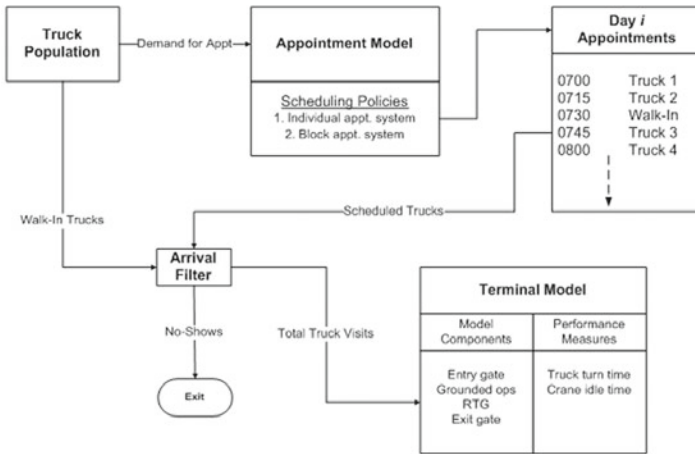 Truck
Population
Demand for Appt
Appointment Model
Scheduling Policies
1. Individual appt. system
2. Block appt. system
Day i
Appointments
0700 Truck 1
0715 Truck 2
0730 Walk-In
0745 Truck 3
0800 Truck 4
Walk-In Trucks
Scheduled Trucks
Arrival
Filter
No-Shows
Total Truck Visits
Exit
Terminal Model
Model
Components
Performance
Measures
Entry gate
Grounded ops
RTG
Exit gate
Truck turn time
Crane idle time